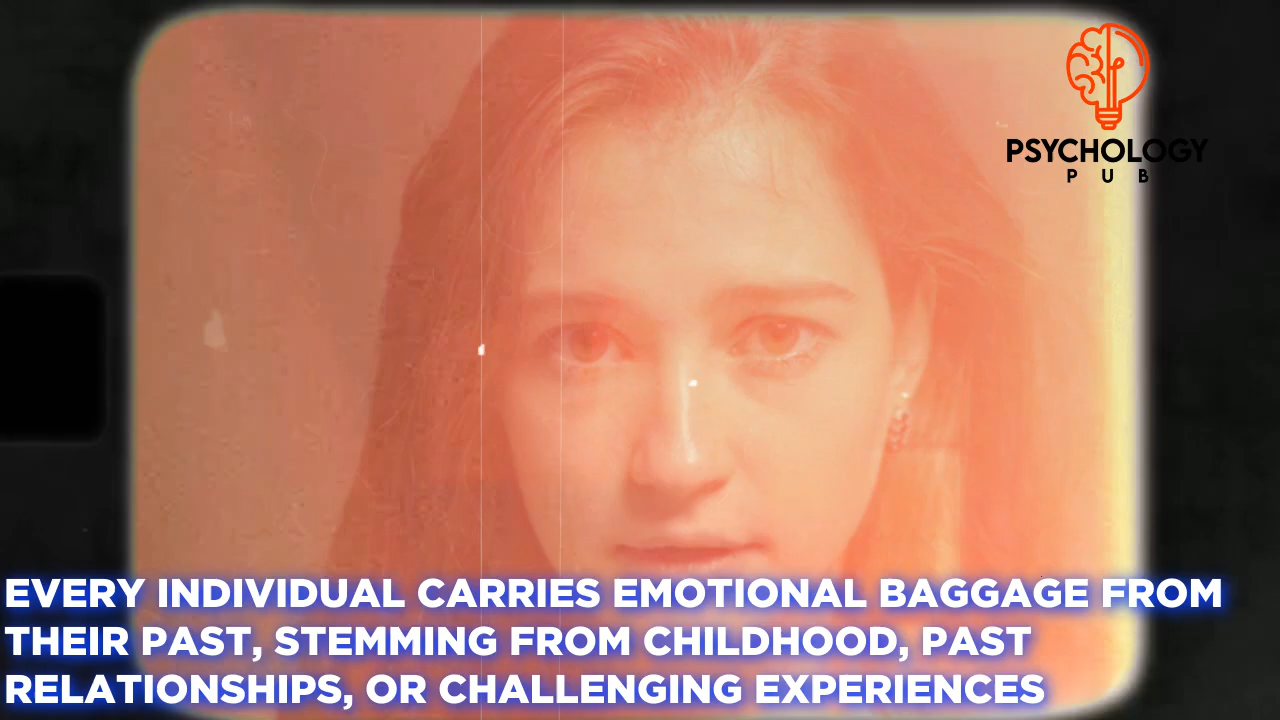 PSYCHOLOGY
PUB
EVERY INDIVIDUAL CARRIES EMOTIONAL BAGGAGE FROM
THEIR PAST, STEMMING FROM CHILDHOOD, PAST
RELATIONSHIPS, OR CHALLENGING EXPERIENCES